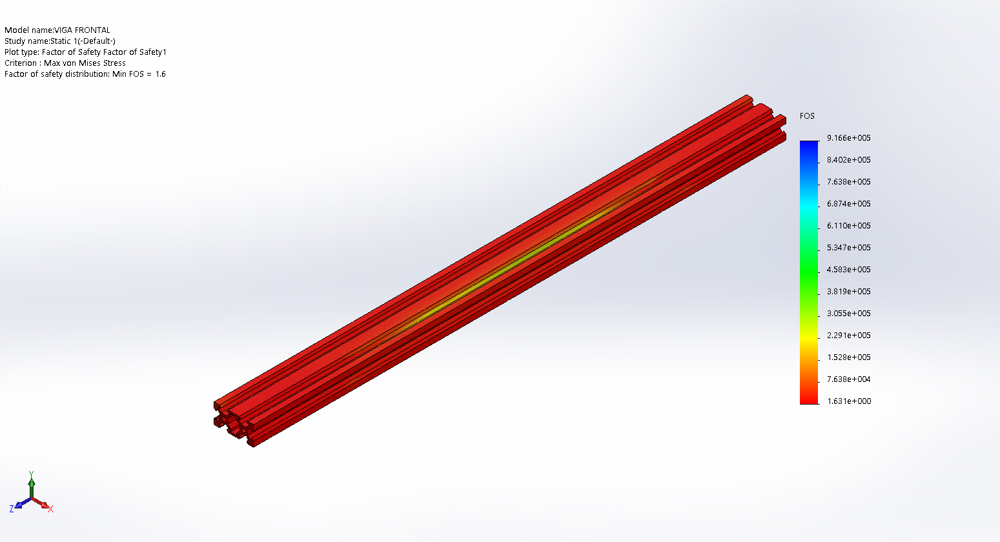 Model name:VIGA FRONTAL
Study name:Static 1(-Default-)
Plot type: Factor of Safety Factor of Safety1
Criterion : Max von Mises Stress
Factor of safety distribution: Min FOS = 1.6
FOS
9.166e+005
8.402e+005
7.638e+005
6.874e+005
6.110e+005
5.347e+005
4.583e+005
3.819e+005
3.055e+005
2.291e+005
1.528e+005
7.638e+004
1.631e+000
Y
Z
X